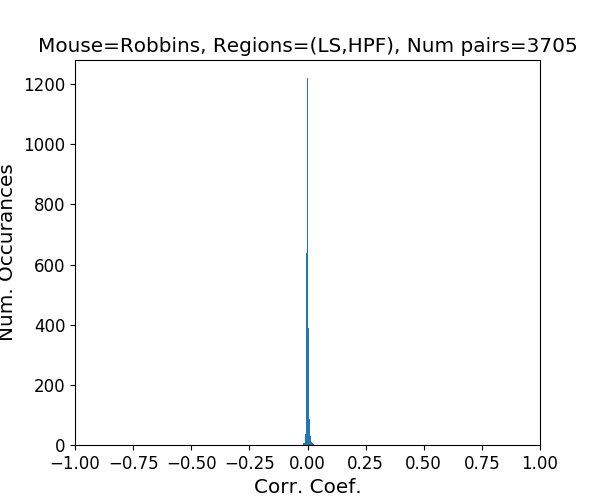 Mouse=Robbins, Regions=(LS,HPF), Num pairs=3705
Num. Occurances
1200
1000
800
600
400
200
0
−1.00 −0.75 −0.50 −0.25 0.00 0.25 0.50 0.75 1.00
Corr. Coef.